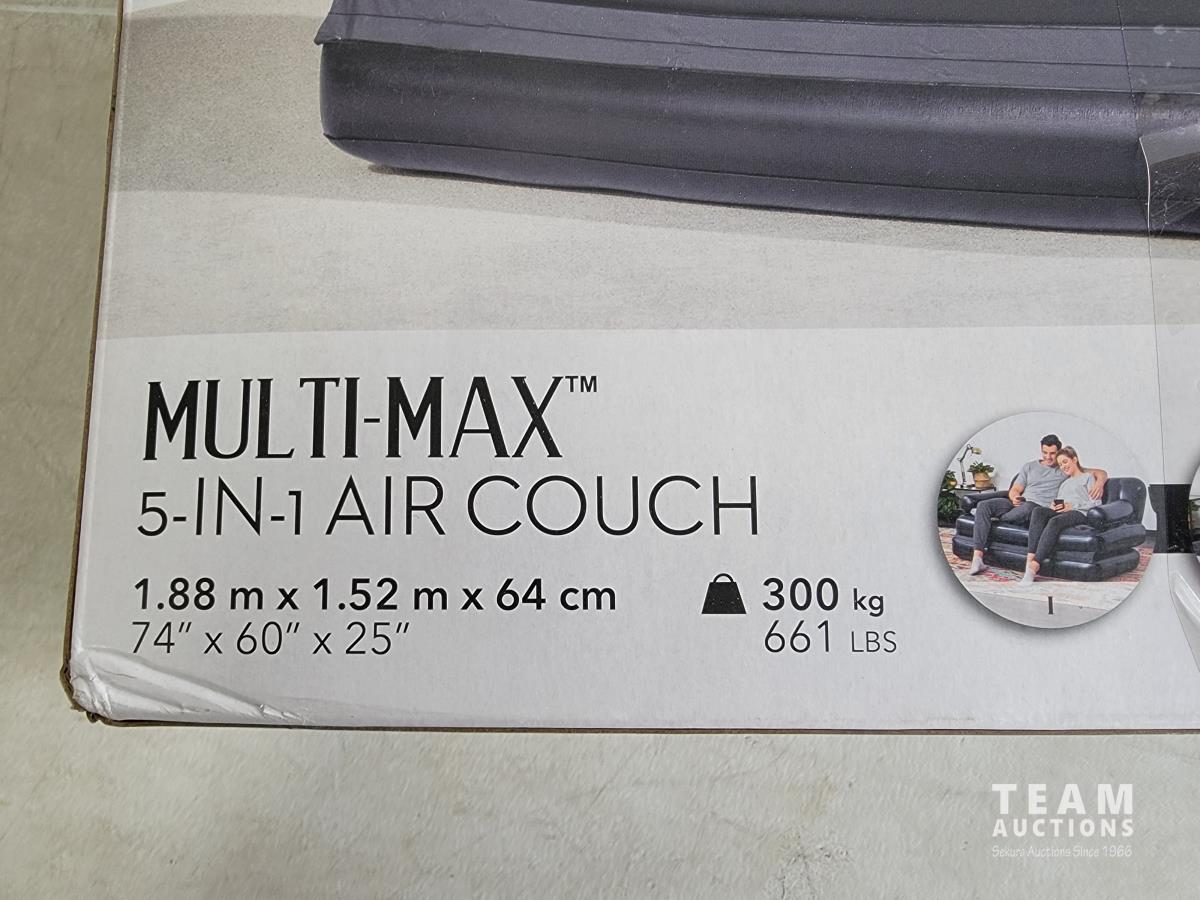 MULTI-MAX™
5-IN-1 AIR COUCH
1.88 m x 1.52 m x 64 cm
74" x 60" x 25"
300 kg
661 LBS
1
TEAM
AUCTIONS
Sekura Auctions Since 1966